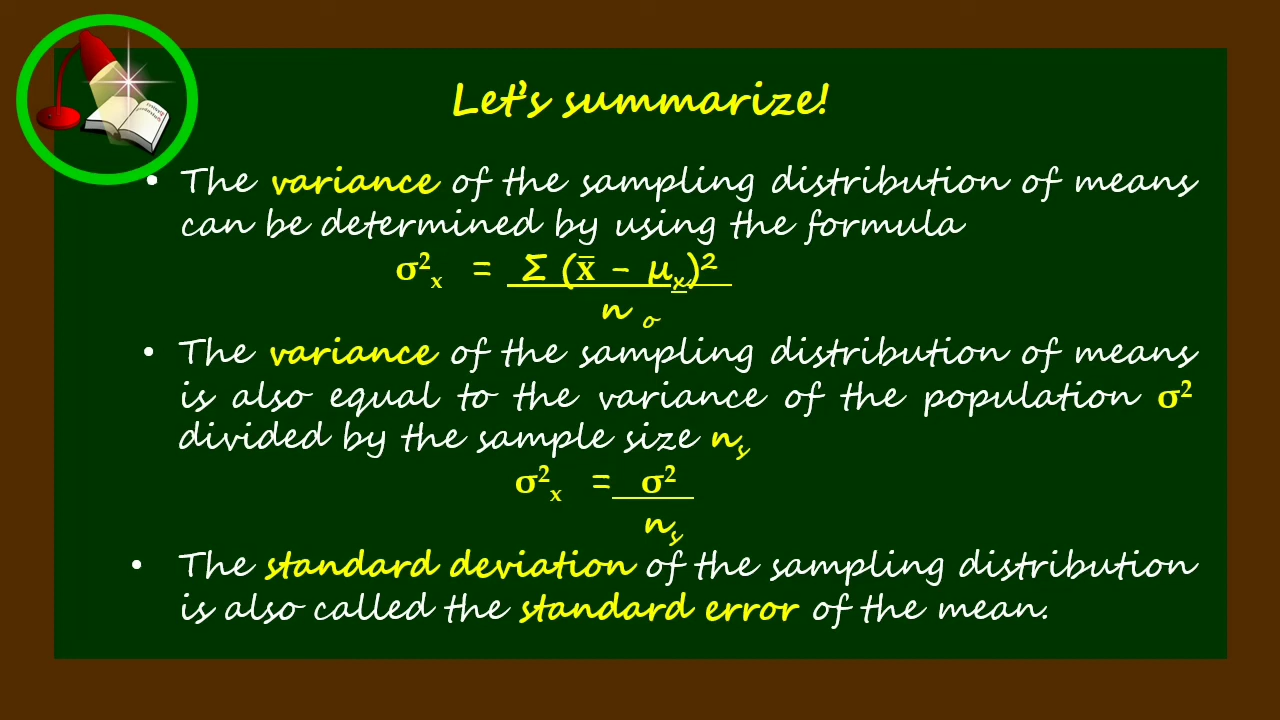 Let's summarize!
• The variance of the sampling distribution of means
can be determined by using the formula
σ²ₓ = Σ (x̅ – μₓ)²
n ₒ
• The variance of the sampling distribution of means
is also equal to the variance of the population σ²
divided by the sample size nₛ
σ²ₓ = σ²
nₛ
• The standard deviation of the sampling distribution
is also called the standard error of the mean.